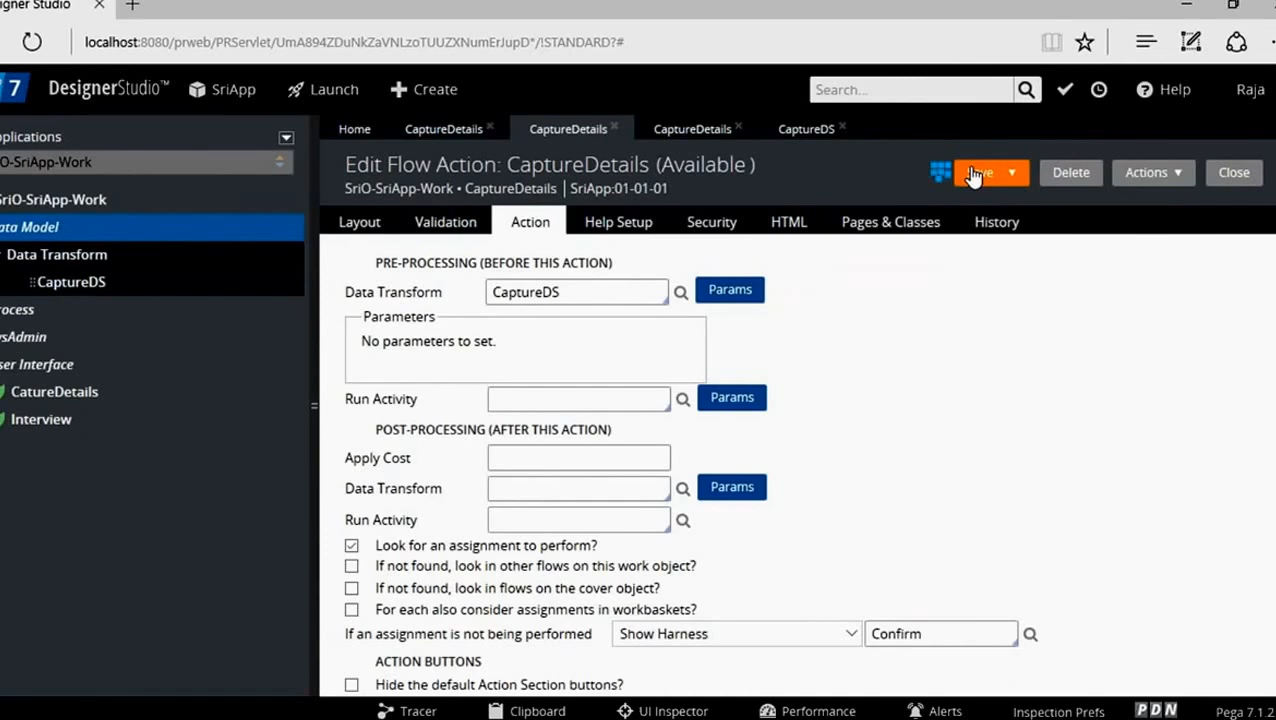 signer Studio
localhost:8080/prweb/PRServlet/UmA894ZDuNkZaVNLzoTUUZXNumErJupD*/!STANDARD?#
7 DesignerStudio™ SriApp Launch Create Search... Help Raja
pplications
iO-SriApp-Work
riO-SriApp-Work
ata Model
Data Transform
CaptureDS
rocess
ysAdmin
ser Interface
CatureDetails
Interview
Home CaptureDetails CaptureDetails CaptureDetails CaptureDS
Edit Flow Action: CaptureDetails (Available )
SriO-SriApp-Work • CaptureDetails SriApp:01-01-01
ve Delete Actions Close
Layout Validation Action Help Setup Security HTML Pages & Classes History
PRE-PROCESSING (BEFORE THIS ACTION)
Data Transform CaptureDS Params
Parameters
No parameters to set.
Run Activity Params
POST-PROCESSING (AFTER THIS ACTION)
Apply Cost
Data Transform Params
Run Activity
Look for an assignment to perform?
If not found, look in other flows on this work object?
If not found, look in flows on the cover object?
For each also consider assignments in workbaskets?
If an assignment is not being performed Show Harness Confirm
ACTION BUTTONS
Hide the default Action Section buttons?
Tracer Clipboard UI Inspector Performance Alerts Inspection Prefs PDN Pega 7.1.2